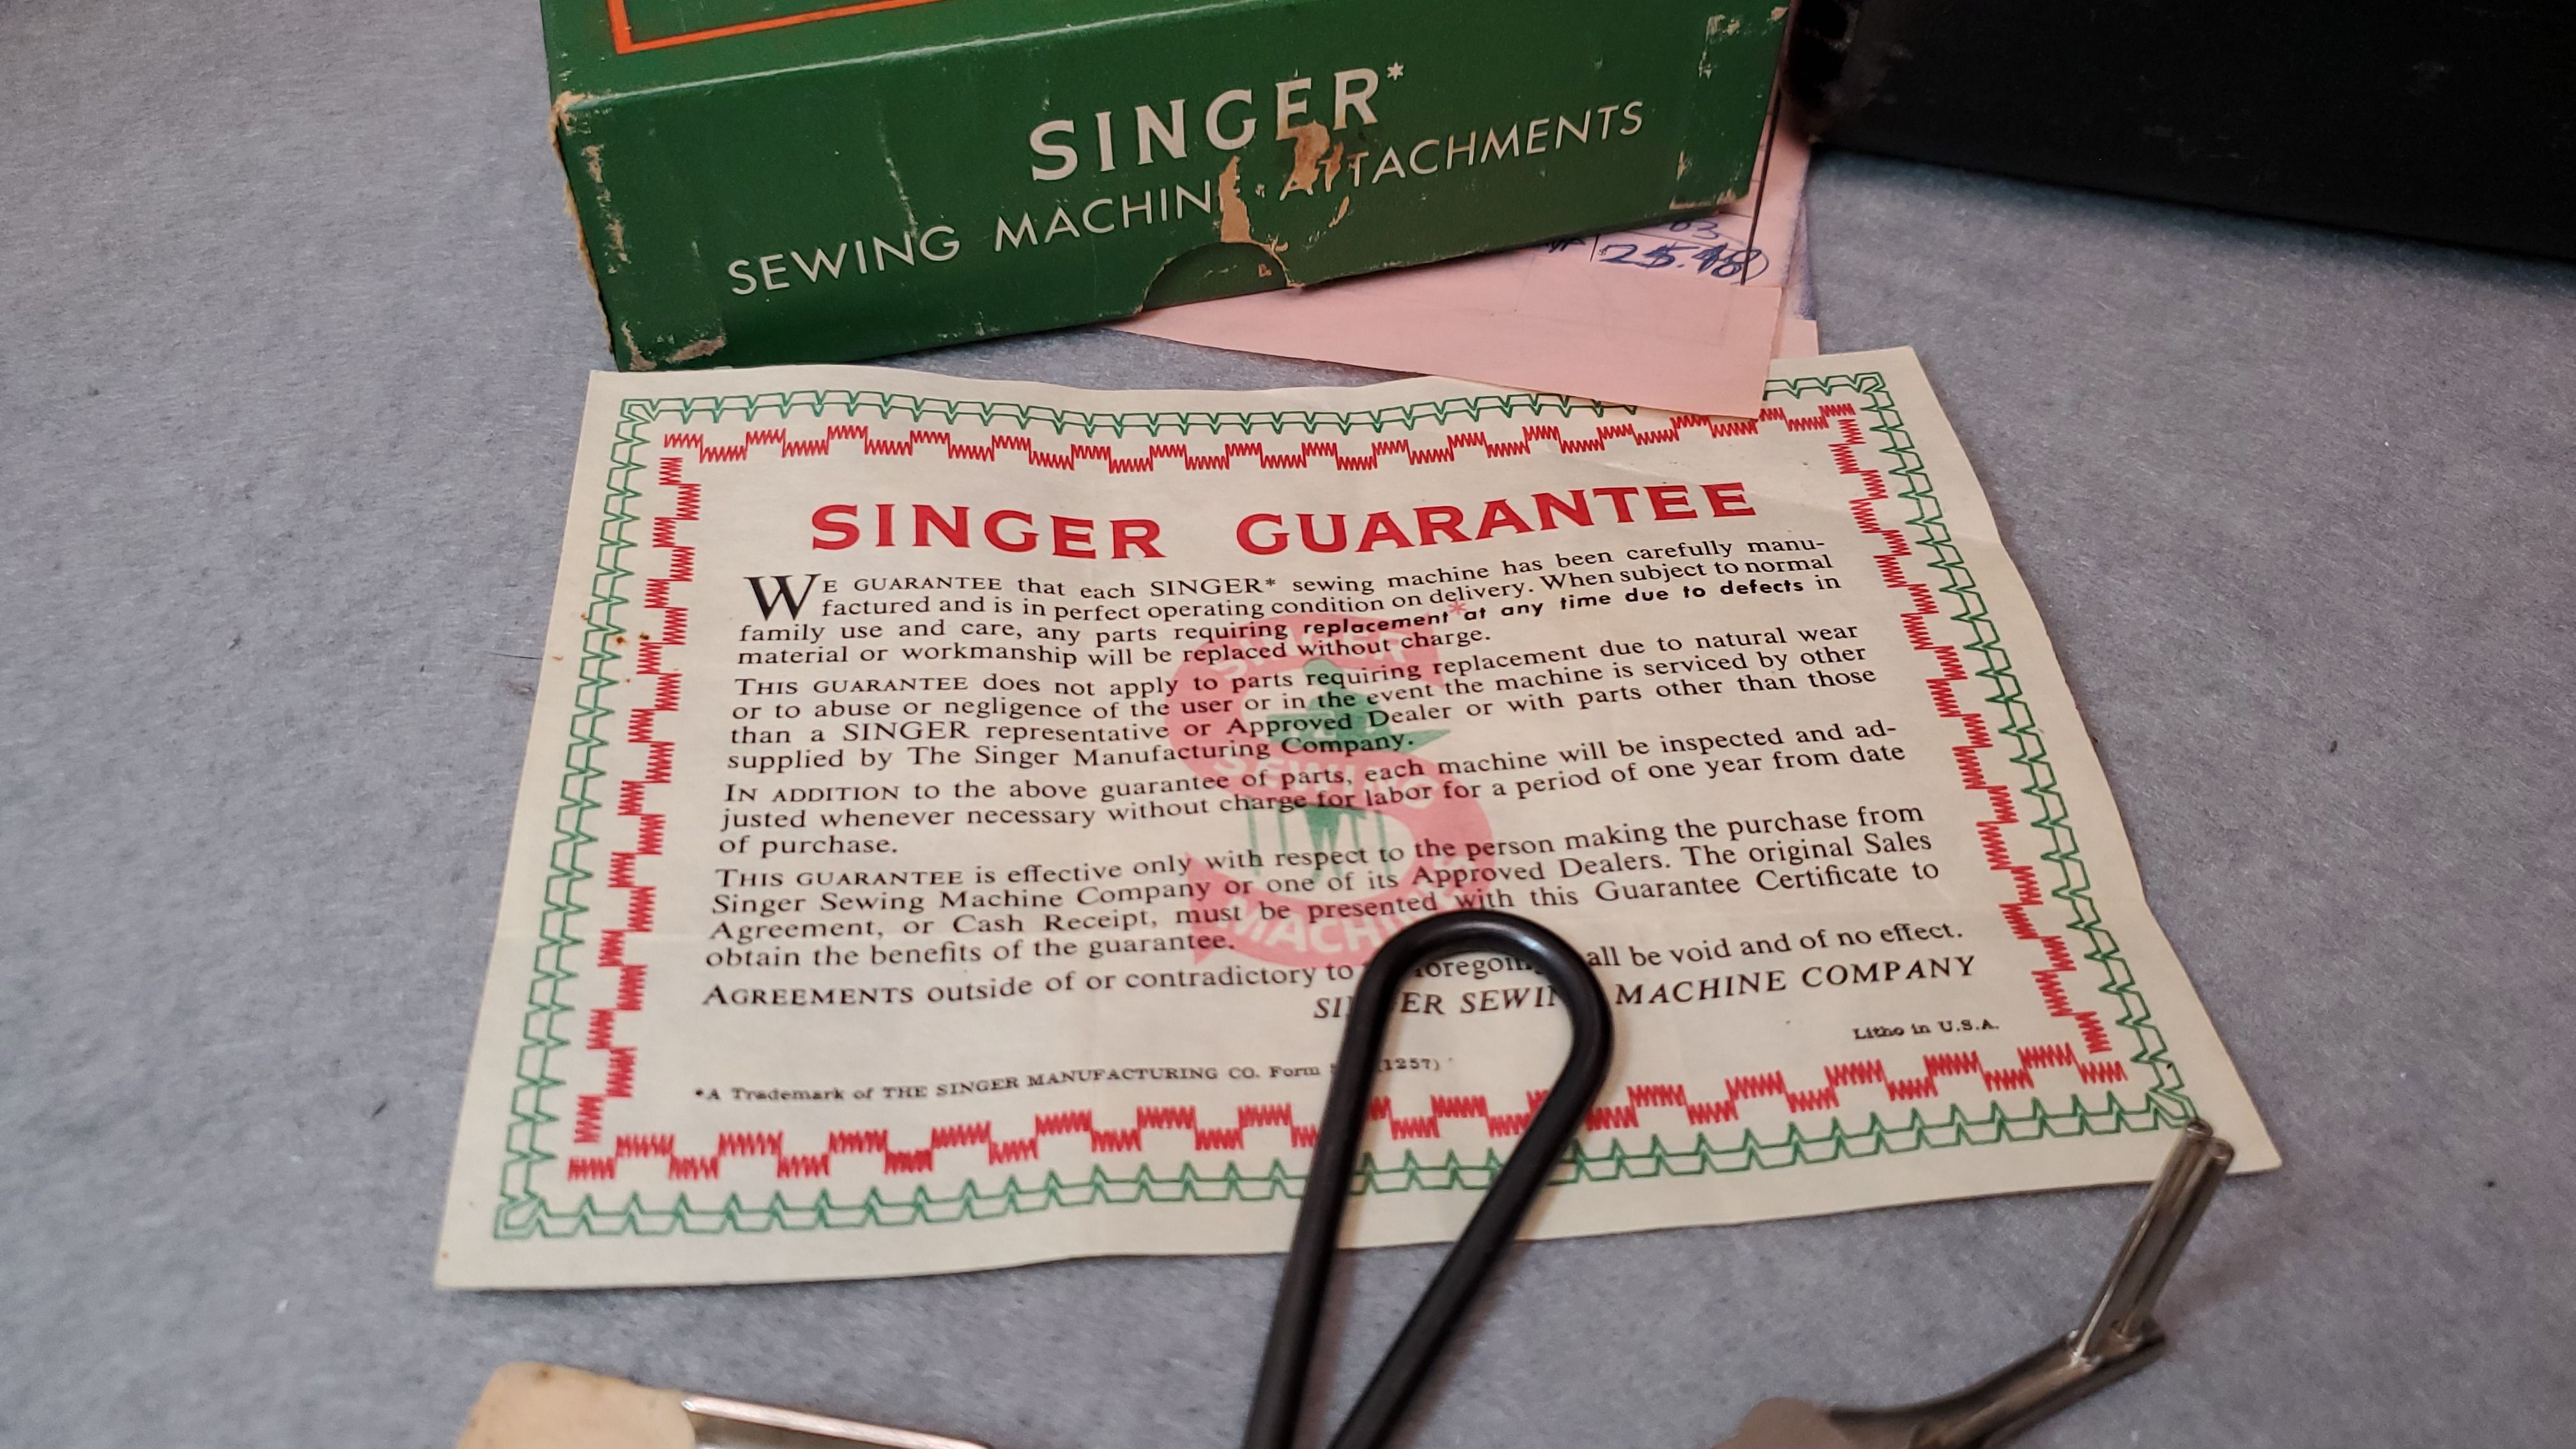 SINGER*
SEWING MACHINE ATTACHMENTS
25.48
SINGER GUARANTEE
WE GUARANTEE that each SINGER* sewing machine has been carefully manu-
factured and is in perfect operating condition on delivery. When subject to normal
family use and care, any parts requiring replacement* at any time due to defects in
material or workmanship will be replaced without charge.
THIS GUARANTEE does not apply to parts requiring replacement due to natural wear
or to abuse or negligence of the user or in the event the machine is serviced by other
than a SINGER representative or Approved Dealer or with parts other than those
supplied by The Singer Manufacturing Company.
IN ADDITION to the above guarantee of parts, each machine will be inspected and ad-
justed whenever necessary without charge for labor for a period of one year from date
of purchase.
THIS GUARANTEE is effective only with respect to the person making the purchase from
Singer Sewing Machine Company or one of its Approved Dealers. The original Sales
Agreement, or Cash Receipt, must be presented with this Guarantee Certificate to
obtain the benefits of the guarantee.
AGREEMENTS outside of or contradictory to foregoing all be void and of no effect.
SINGER SEWING MACHINE COMPANY
Litho in U.S.A.
*A Trademark of THE SINGER MANUFACTURING CO. Form (1257)
SINGER
SEWING
MACHINES